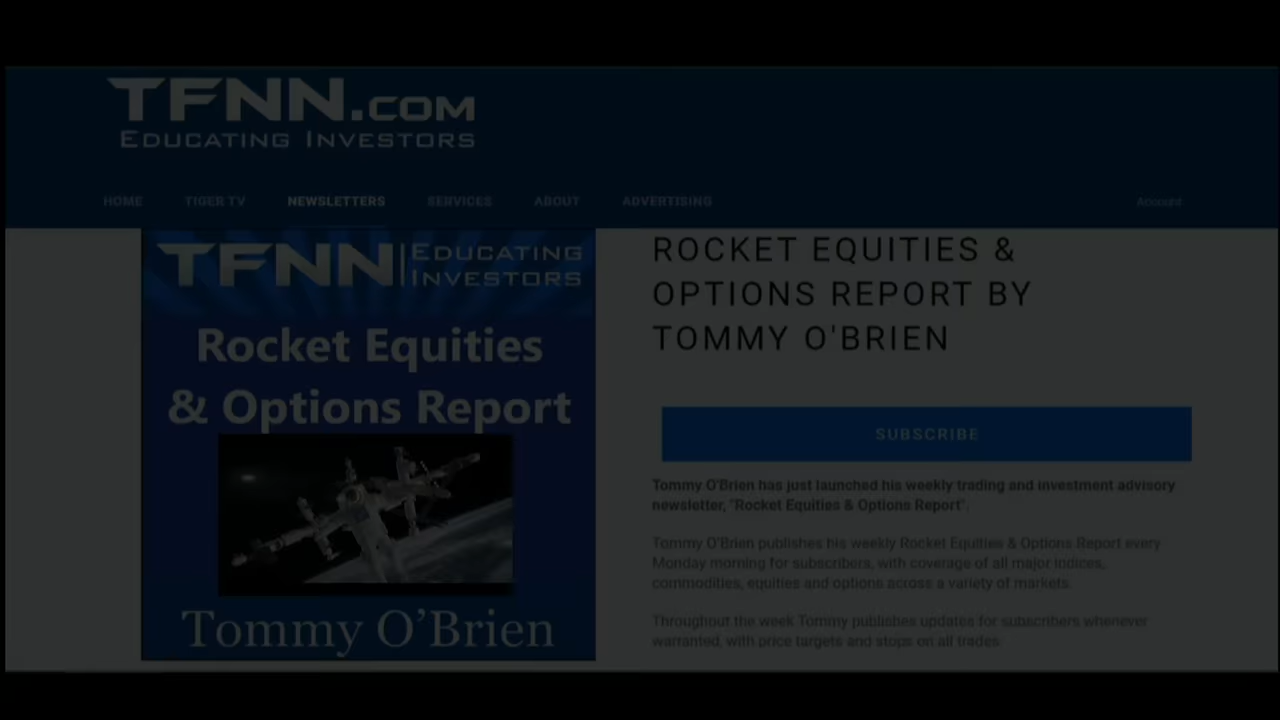 TFNN.COM
EDUCATING INVESTORS
HOME TIGER TV NEWSLETTERS SERVICES ABOUT ADVERTISING Account
TFNN EDUCATING
INVESTORS
Rocket Equities
& Options Report
Tommy O'Brien
ROCKET EQUITIES &
OPTIONS REPORT BY
TOMMY O'BRIEN
SUBSCRIBE
Tommy O'Brien has just launched his weekly trading and investment advisory
newsletter, "Rocket Equities & Options Report".
Tommy O'Brien publishes his weekly Rocket Equities & Options Report every
Monday morning for subscribers, with coverage of all major indices,
commodities, equities and options across a variety of markets.
Throughout the week Tommy publishes updates for subscribers whenever
warranted, with price targets and stops on all trades.